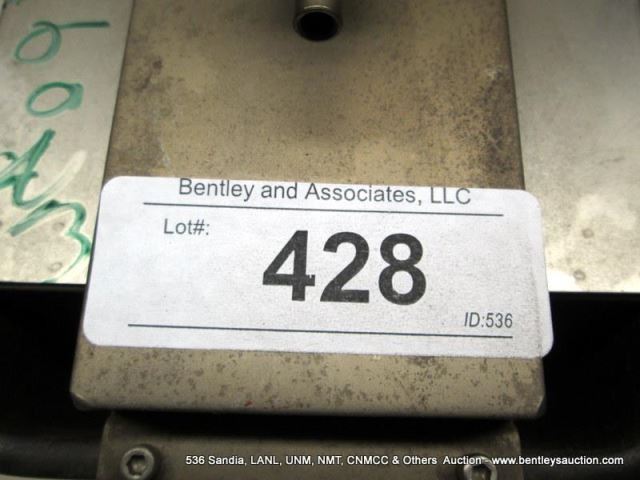 Bentley and Associates, LLC
Lot#:
428
ID:536
536 Sandia, LANL, UNM, NMT, CNMCC & Others Auction - www.bentleysauction.com